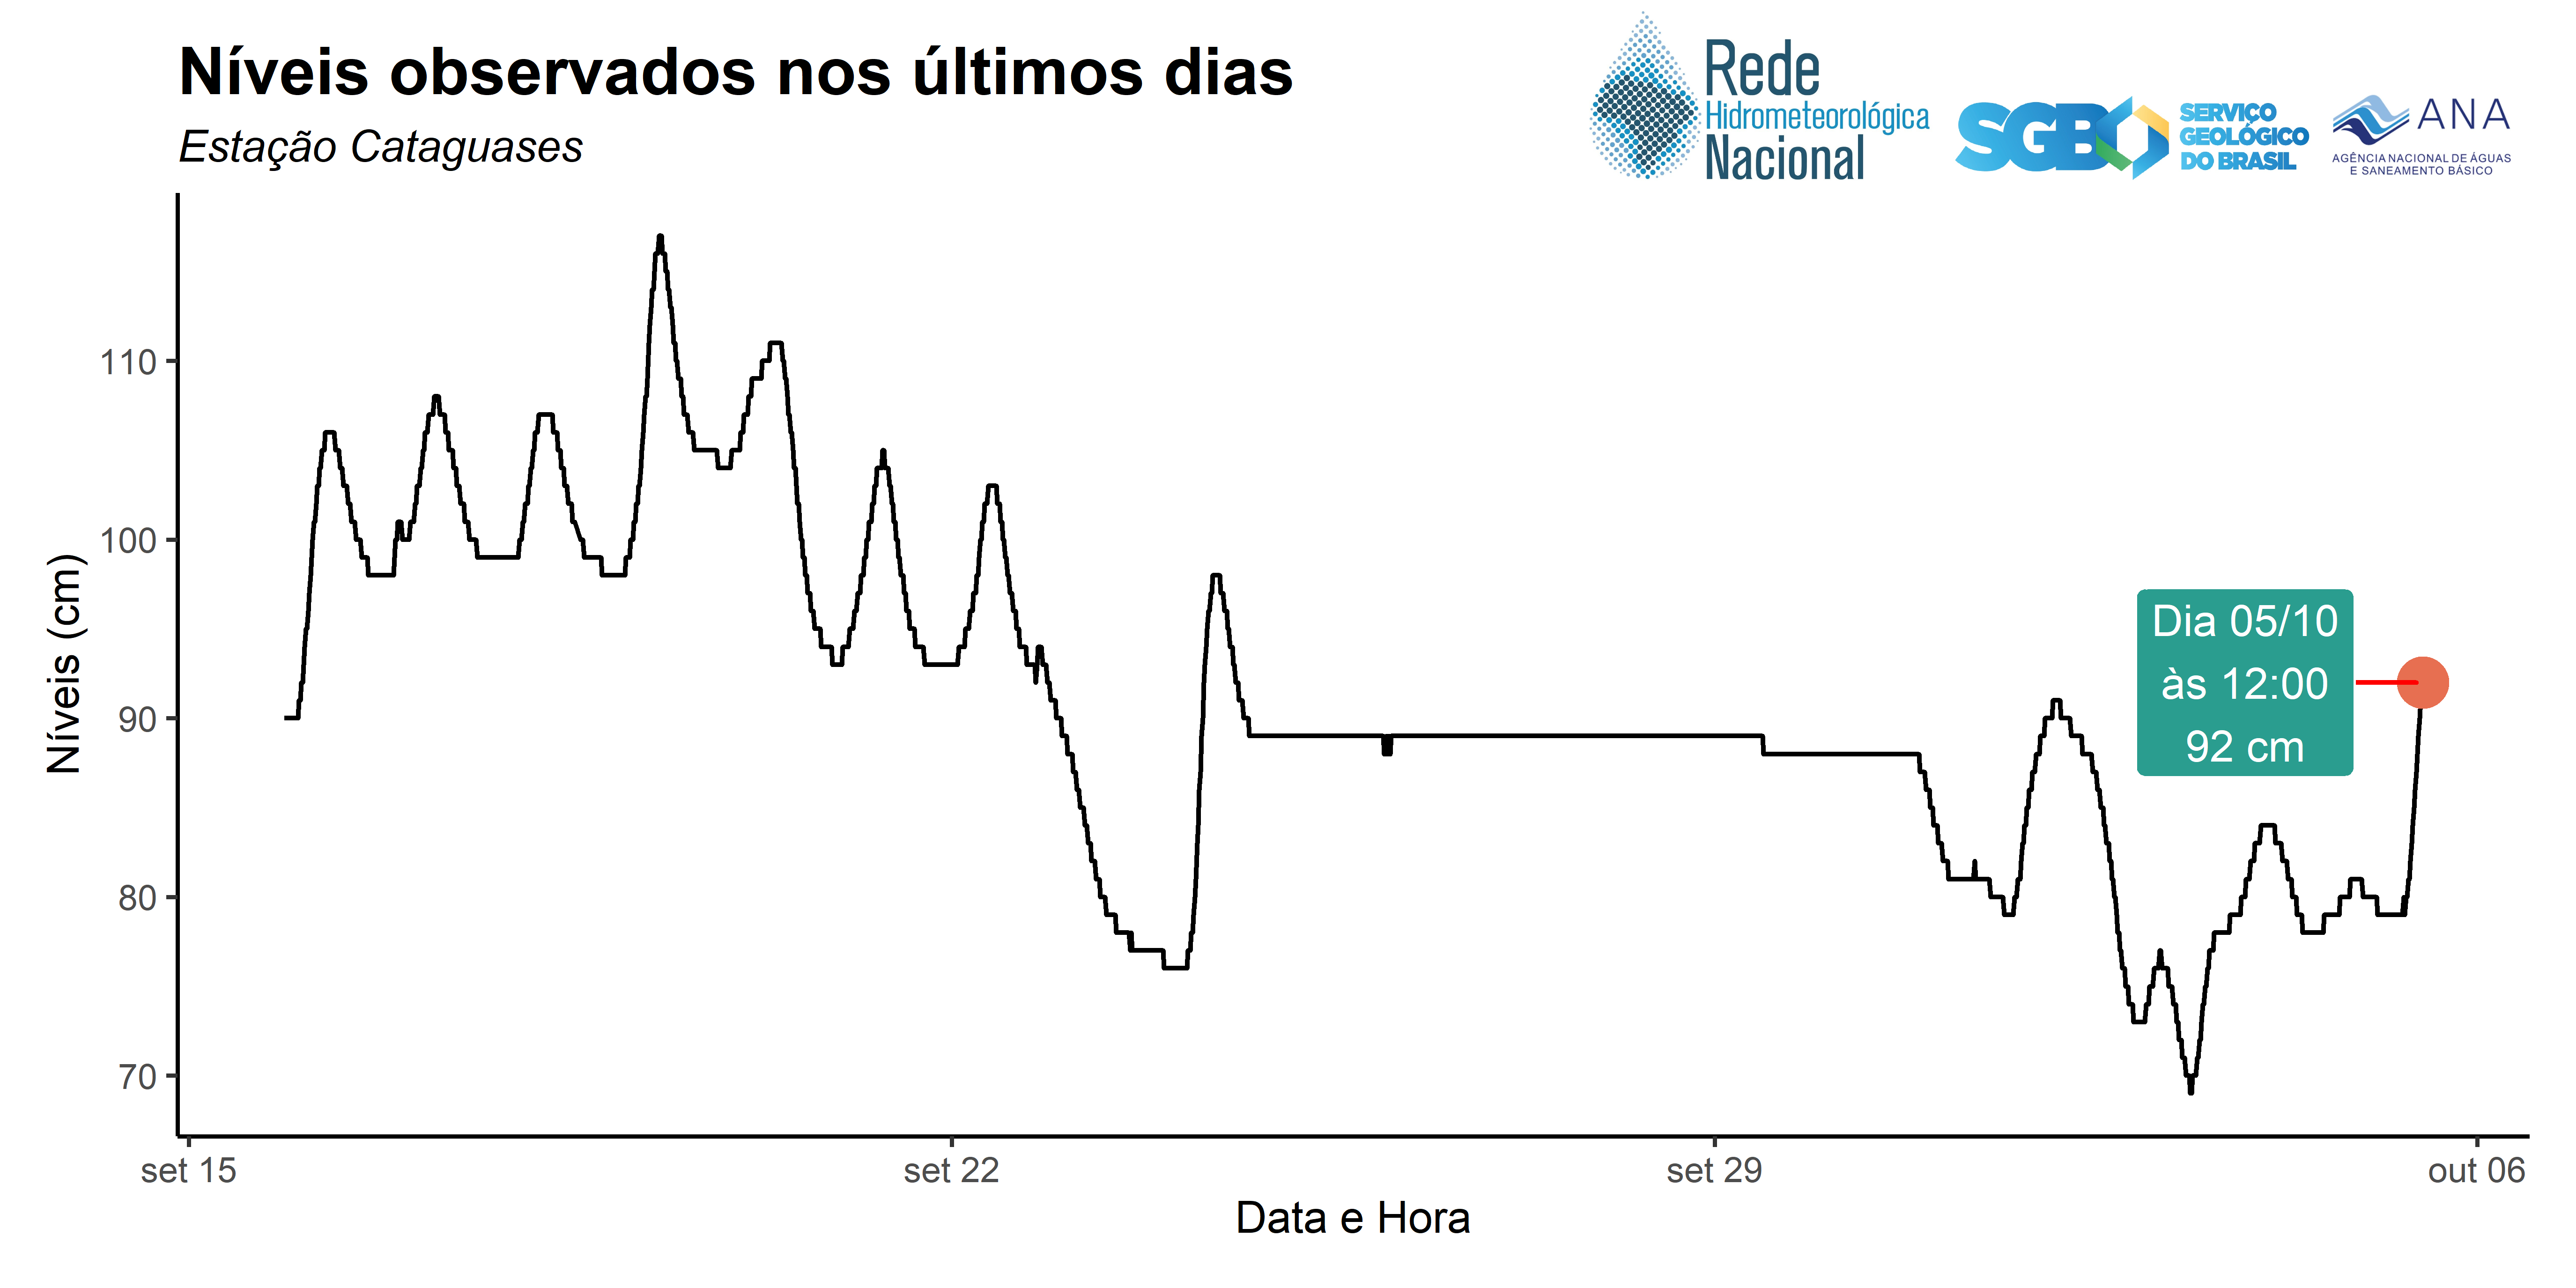 Níveis observados nos últimos dias
Estação Cataguases
Rede
Hidrometeorológica
Nacional
SGB
SERVIÇO
GEOLÓGICO
DO BRASIL
ANA
AGÊNCIA NACIONAL DE ÁGUAS
E SANEAMENTO BÁSICO
Níveis (cm)
110
100
90
80
70
Dia 05/10
às 12:00
92 cm
set 15
set 22
set 29
out 06
Data e Hora